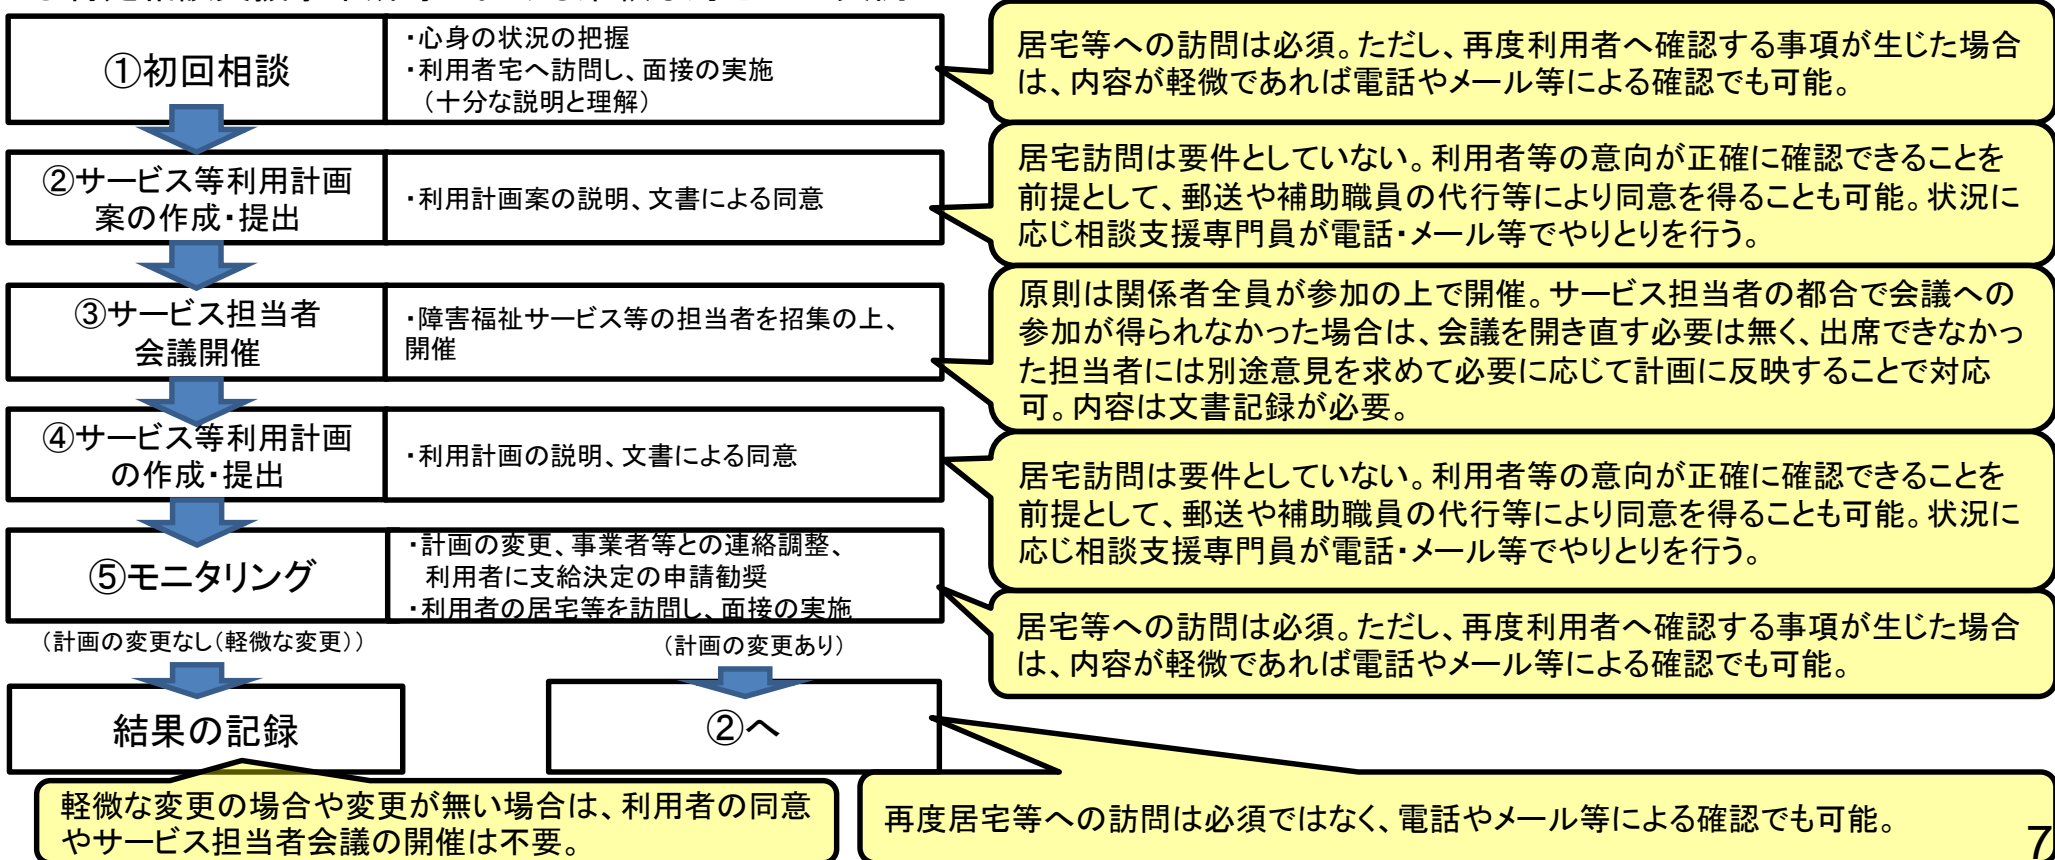 ①初回相談
・心身の状況の把握
・利用者宅へ訪問し、面接の実施
（十分な説明と理解）
居宅等への訪問は必須。ただし、再度利用者へ確認する事項が生じた場合
は、内容が軽微であれば電話やメール等による確認でも可能。
②サービス等利用計画
案の作成・提出
・利用計画案の説明、文書による同意
居宅訪問は要件としていない。利用者等の意向が正確に確認できることを
前提として、郵送や補助職員の代行等により同意を得ることも可能。状況に
応じ相談支援専門員が電話・メール等でやりとりを行う。
③サービス担当者
会議開催
・障害福祉サービス等の担当者を招集の上、
開催
原則は関係者全員が参加の上で開催。サービス担当者の都合で会議への
参加が得られなかった場合は、会議を開き直す必要は無く、出席できなかっ
た担当者には別途意見を求めて必要に応じて計画に反映することで対応
可。内容は文書記録が必要。
④サービス等利用計画
の作成・提出
・利用計画の説明、文書による同意
居宅訪問は要件としていない。利用者等の意向が正確に確認できることを
前提として、郵送や補助職員の代行等により同意を得ることも可能。状況に
応じ相談支援専門員が電話・メール等でやりとりを行う。
⑤モニタリング
・計画の変更、事業者等との連絡調整、
利用者に支給決定の申請勧奨
・利用者の居宅等を訪問し、面接の実施
居宅等への訪問は必須。ただし、再度利用者へ確認する事項が生じた場合
は、内容が軽微であれば電話やメール等による確認でも可能。
（計画の変更なし（軽微な変更））
（計画の変更あり）
結果の記録
②へ
軽微な変更の場合や変更が無い場合は、利用者の同意
やサービス担当者会議の開催は不要。
再度居宅等への訪問は必須ではなく、電話やメール等による確認でも可能。
7